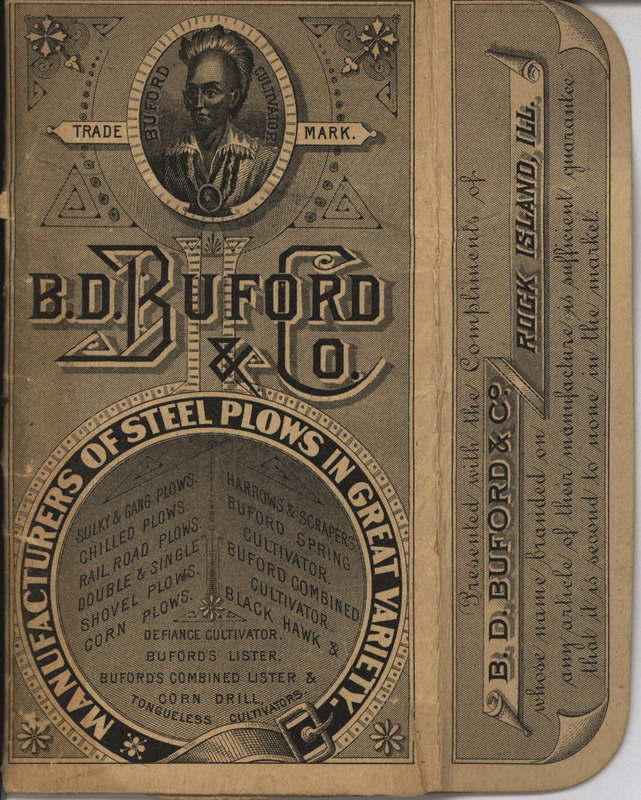 BUFORD CULTIVATOR
TRADE MARK.
B.D. BUFORD
& Co.
MANUFACTURERS OF STEEL PLOWS IN GREAT VARIETY.
SULKY & GANG PLOWS.
CHILLED PLOWS.
RAIL ROAD PLOWS.
DOUBLE & SINGLE
SHOVEL PLOWS.
CORN PLOWS.
HARROWS & SCRAPERS.
BUFORD SPRING
CULTIVATOR.
BUFORD COMBINED
CULTIVATOR.
BLACK HAWK &
DEFIANCE CULTIVATOR.
BUFORD'S LISTER.
BUFORD'S COMBINED LISTER &
CORN DRILL,
TONGUELESS CULTIVATORS.
Presented with the Compliments of
B. D. BUFORD & Co. ROCK ISLAND, ILL.
whose name branded on
any article of their manufacture is sufficient guarantee
that it is second to none in the market.